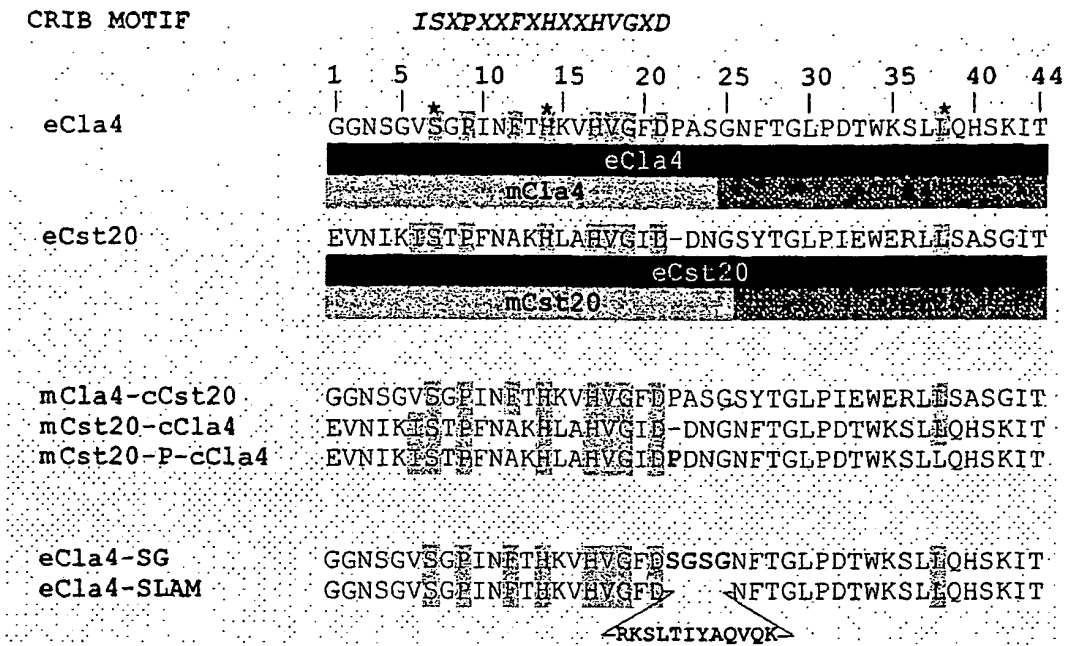 CRIB MOTIF ISXPXXFXHXXHVGXD
1 5 10 15 20 25 30 35 40 44
* * *
eCla4 GGNSGVSGPINFTHKVHVGFDPASGNFTGLPDTWKSLLQHSKIT
eCla4
mCla4
eCst20 EVNIKISTPFNAKHLAHVGID-DNGSYTGLPIEWERLLSASGIT
eCst20
mCst20
mCla4-cCst20 GGNSGVSGPINFTHKVHVGFDPASGSYTGLPIEWERLLSASGIT
mCst20-cCla4 EVNIKISTPFNAKHLAHVGID-DNGNFTGLPDTWKSLLQHSKIT
mCst20-P-cCla4 EVNIKISTPFNAKHLAHVGIDPDNGNFTGLPDTWKSLLQHSKIT
eCla4-SG GGNSGVSGPINFTHKVHVGFDSGSGNFTGLPDTWKSLLQHSKIT
eCla4-SLAM GGNSGVSGPINFTHKVHVGFD NFTGLPDTWKSLLQHSKIT
RKSLTIYAQVQK